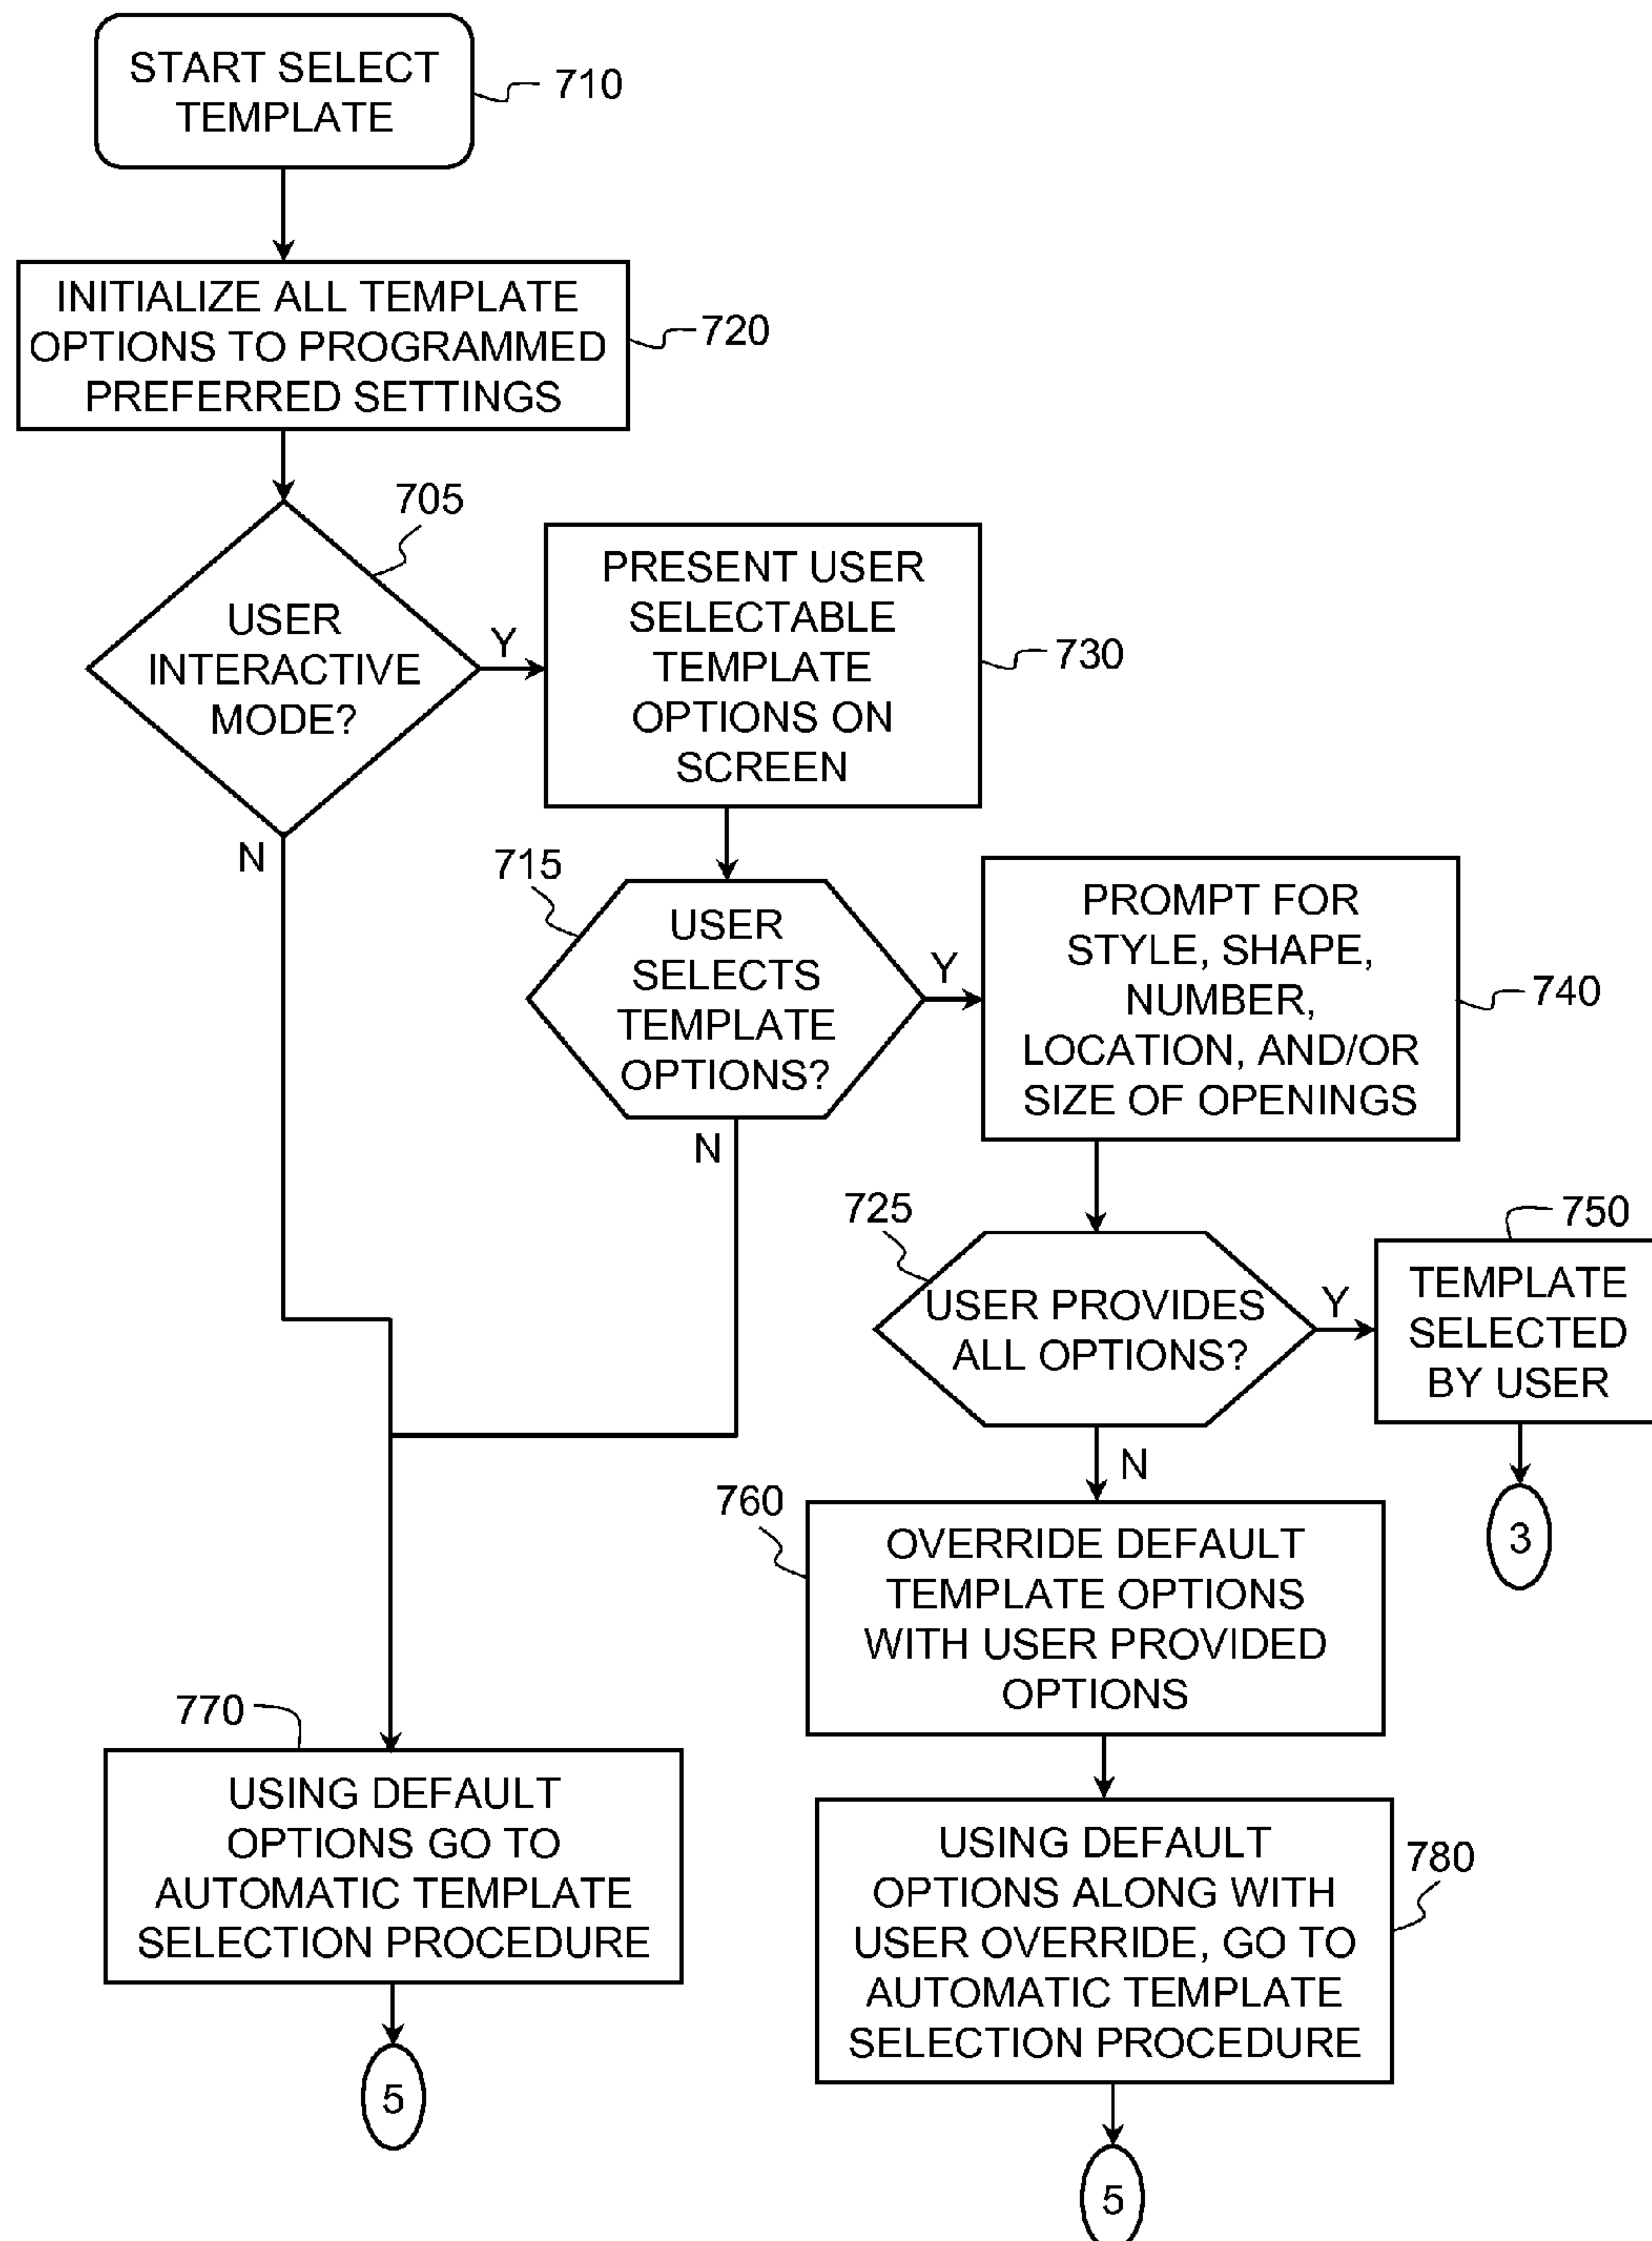 START SELECT
TEMPLATE
710
INITIALIZE ALL TEMPLATE
OPTIONS TO PROGRAMMED
PREFERRED SETTINGS
720
705
USER
INTERACTIVE
MODE?
Y
N
PRESENT USER
SELECTABLE
TEMPLATE
OPTIONS ON
SCREEN
730
715
USER
SELECTS
TEMPLATE
OPTIONS?
Y
N
PROMPT FOR
STYLE, SHAPE,
NUMBER,
LOCATION, AND/OR
SIZE OF OPENINGS
740
725
USER PROVIDES
ALL OPTIONS?
Y
N
750
TEMPLATE
SELECTED
BY USER
3
760
OVERRIDE DEFAULT
TEMPLATE OPTIONS
WITH USER PROVIDED
OPTIONS
770
USING DEFAULT
OPTIONS GO TO
AUTOMATIC TEMPLATE
SELECTION PROCEDURE
5
780
USING DEFAULT
OPTIONS ALONG WITH
USER OVERRIDE, GO TO
AUTOMATIC TEMPLATE
SELECTION PROCEDURE
5